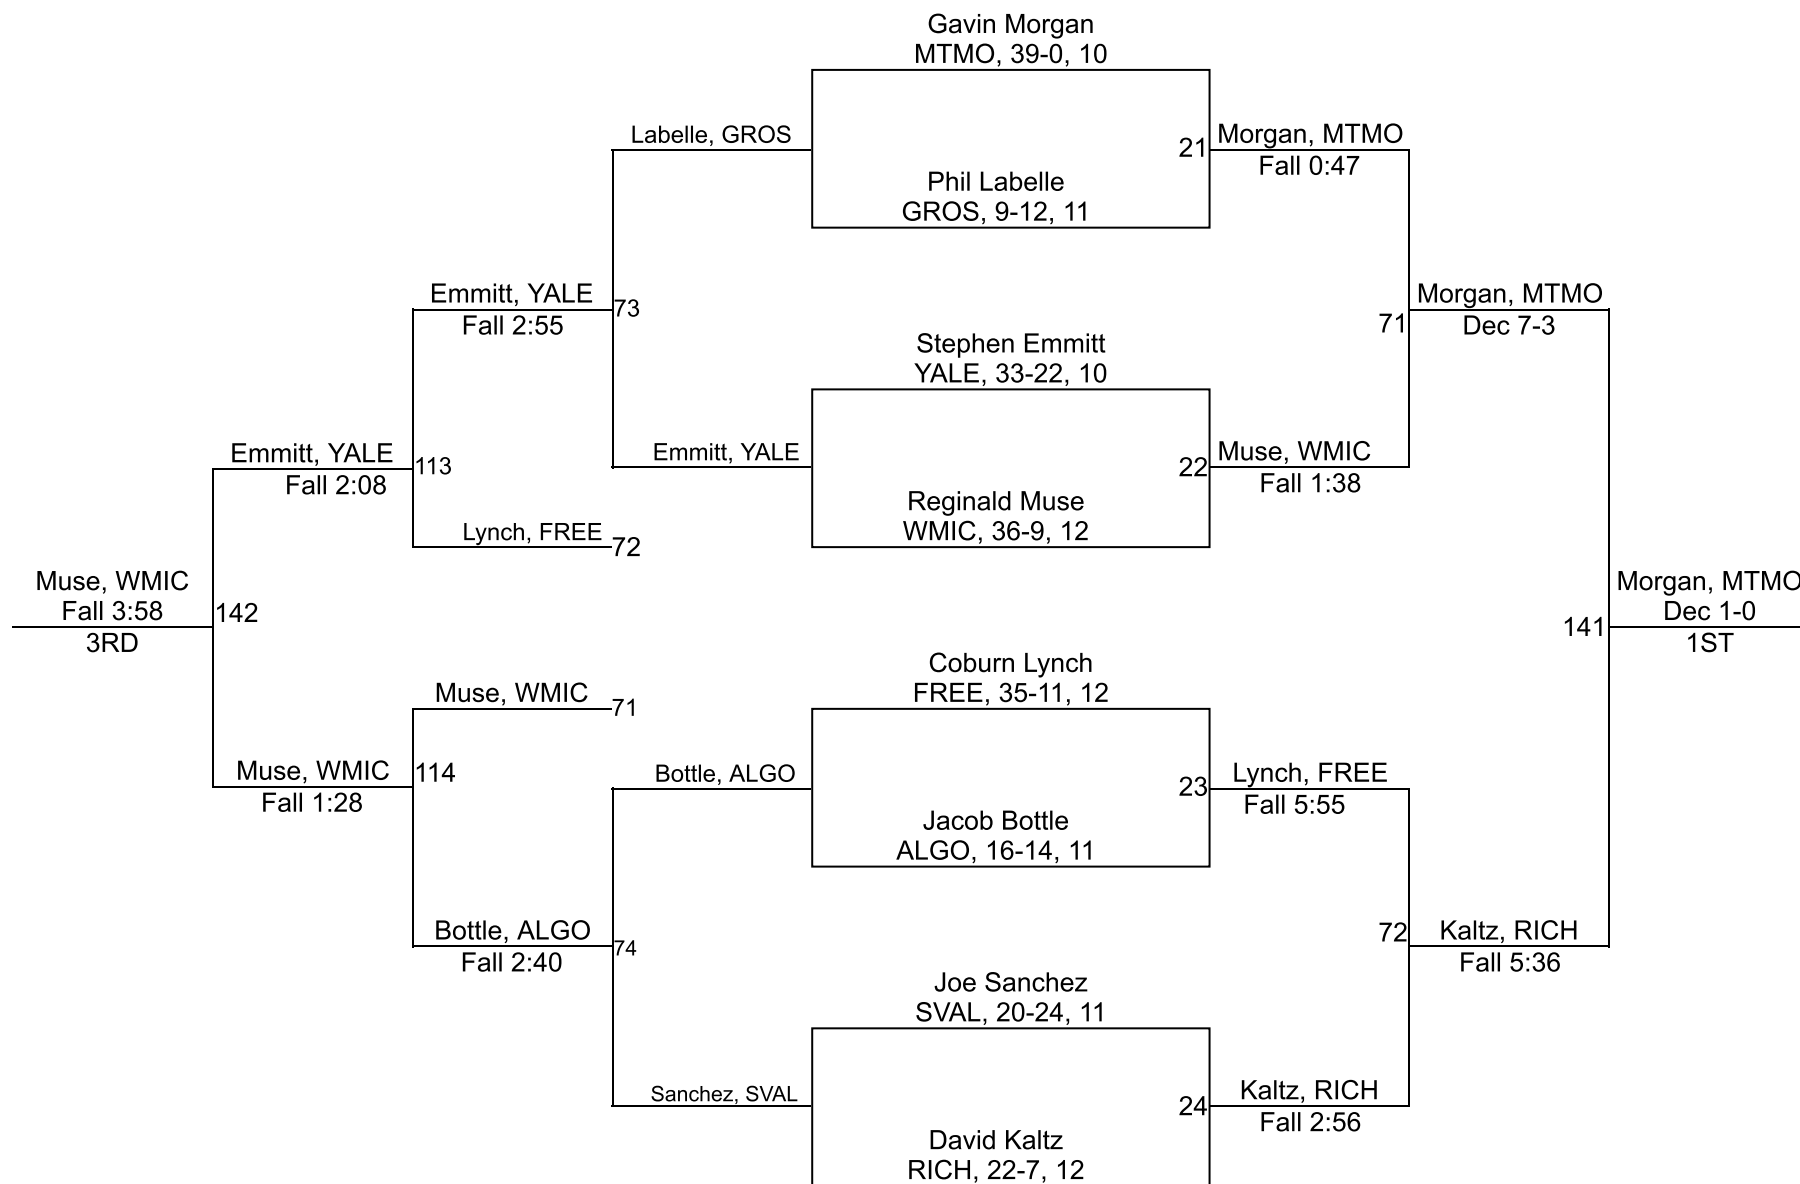 Gavin Morgan
MTMO, 39-0, 10
Labelle, GROS
21
Morgan, MTMO
Fall 0:47
Phil Labelle
GROS, 9-12, 11
Emmitt, YALE
Fall 2:55
73
Morgan, MTMO
Dec 7-3
71
Stephen Emmitt
YALE, 33-22, 10
Emmitt, YALE
Fall 2:08
113
Emmitt, YALE
22
Muse, WMIC
Fall 1:38
Reginald Muse
WMIC, 36-9, 12
Lynch, FREE
72
Muse, WMIC
Fall 3:58
3RD
142
141
Morgan, MTMO
Dec 1-0
1ST
Coburn Lynch
FREE, 35-11, 12
Muse, WMIC
71
Muse, WMIC
Fall 1:28
114
Bottle, ALGO
23
Lynch, FREE
Fall 5:55
Jacob Bottle
ALGO, 16-14, 11
Bottle, ALGO
Fall 2:40
74
72
Kaltz, RICH
Fall 5:36
Joe Sanchez
SVAL, 20-24, 11
Sanchez, SVAL
24
Kaltz, RICH
Fall 2:56
David Kaltz
RICH, 22-7, 12